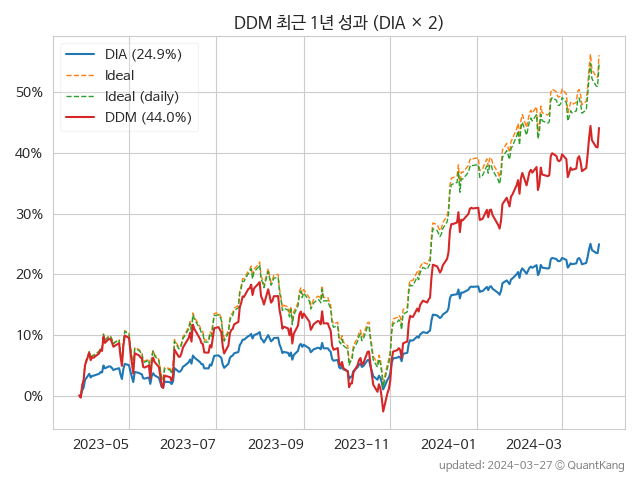 DDM 최근 1년 성과 (DIA × 2)
DIA (24.9%)
Ideal
Ideal (daily)
DDM (44.0%)
50%
40%
30%
20%
10%
0%
2023−05 2023−07 2023−09 2023−11 2024−01 2024−03
updated: 2024-03-27 © QuantKang